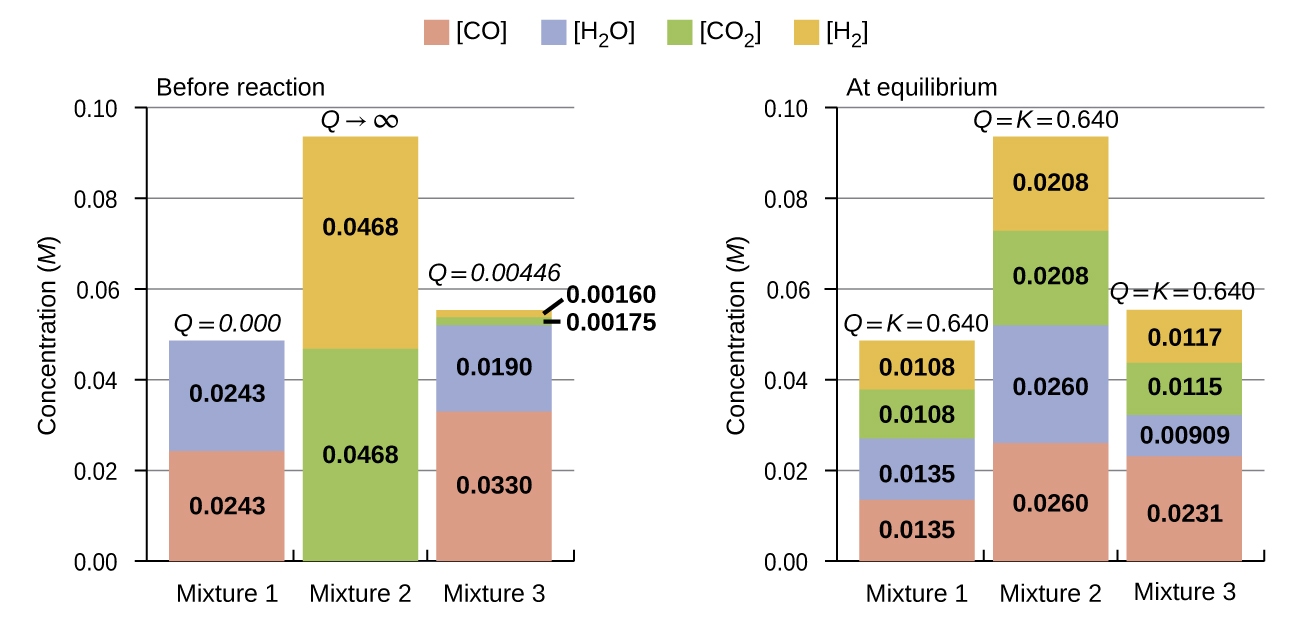 [CO] [H₂O] [CO₂] [H₂]
Before reaction
0.10
0.08
0.06
0.04
0.02
0.00
Concentration (M)
Q = 0.000
Q → ∞
Q = 0.00446
0.0243
0.0243
0.0468
0.0468
0.00160
0.00175
0.0190
0.0330
Mixture 1 Mixture 2 Mixture 3
At equilibrium
0.10
0.08
0.06
0.04
0.02
0.00
Concentration (M)
Q = K = 0.640
Q = K = 0.640
Q = K = 0.640
0.0108
0.0108
0.0135
0.0135
0.0208
0.0208
0.0260
0.0260
0.0117
0.0115
0.00909
0.0231
Mixture 1 Mixture 2 Mixture 3